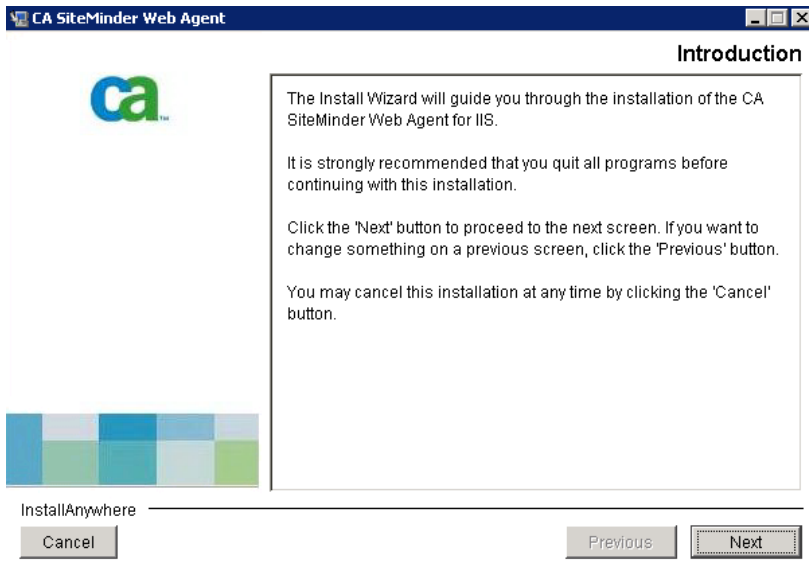 CA SiteMinder Web Agent
Introduction
ca
The Install Wizard will guide you through the installation of the CA
SiteMinder Web Agent for IIS.
It is strongly recommended that you quit all programs before
continuing with this installation.
Click the 'Next' button to proceed to the next screen. If you want to
change something on a previous screen, click the 'Previous' button.
You may cancel this installation at any time by clicking the 'Cancel'
button.
InstallAnywhere
Cancel
Previous
Next